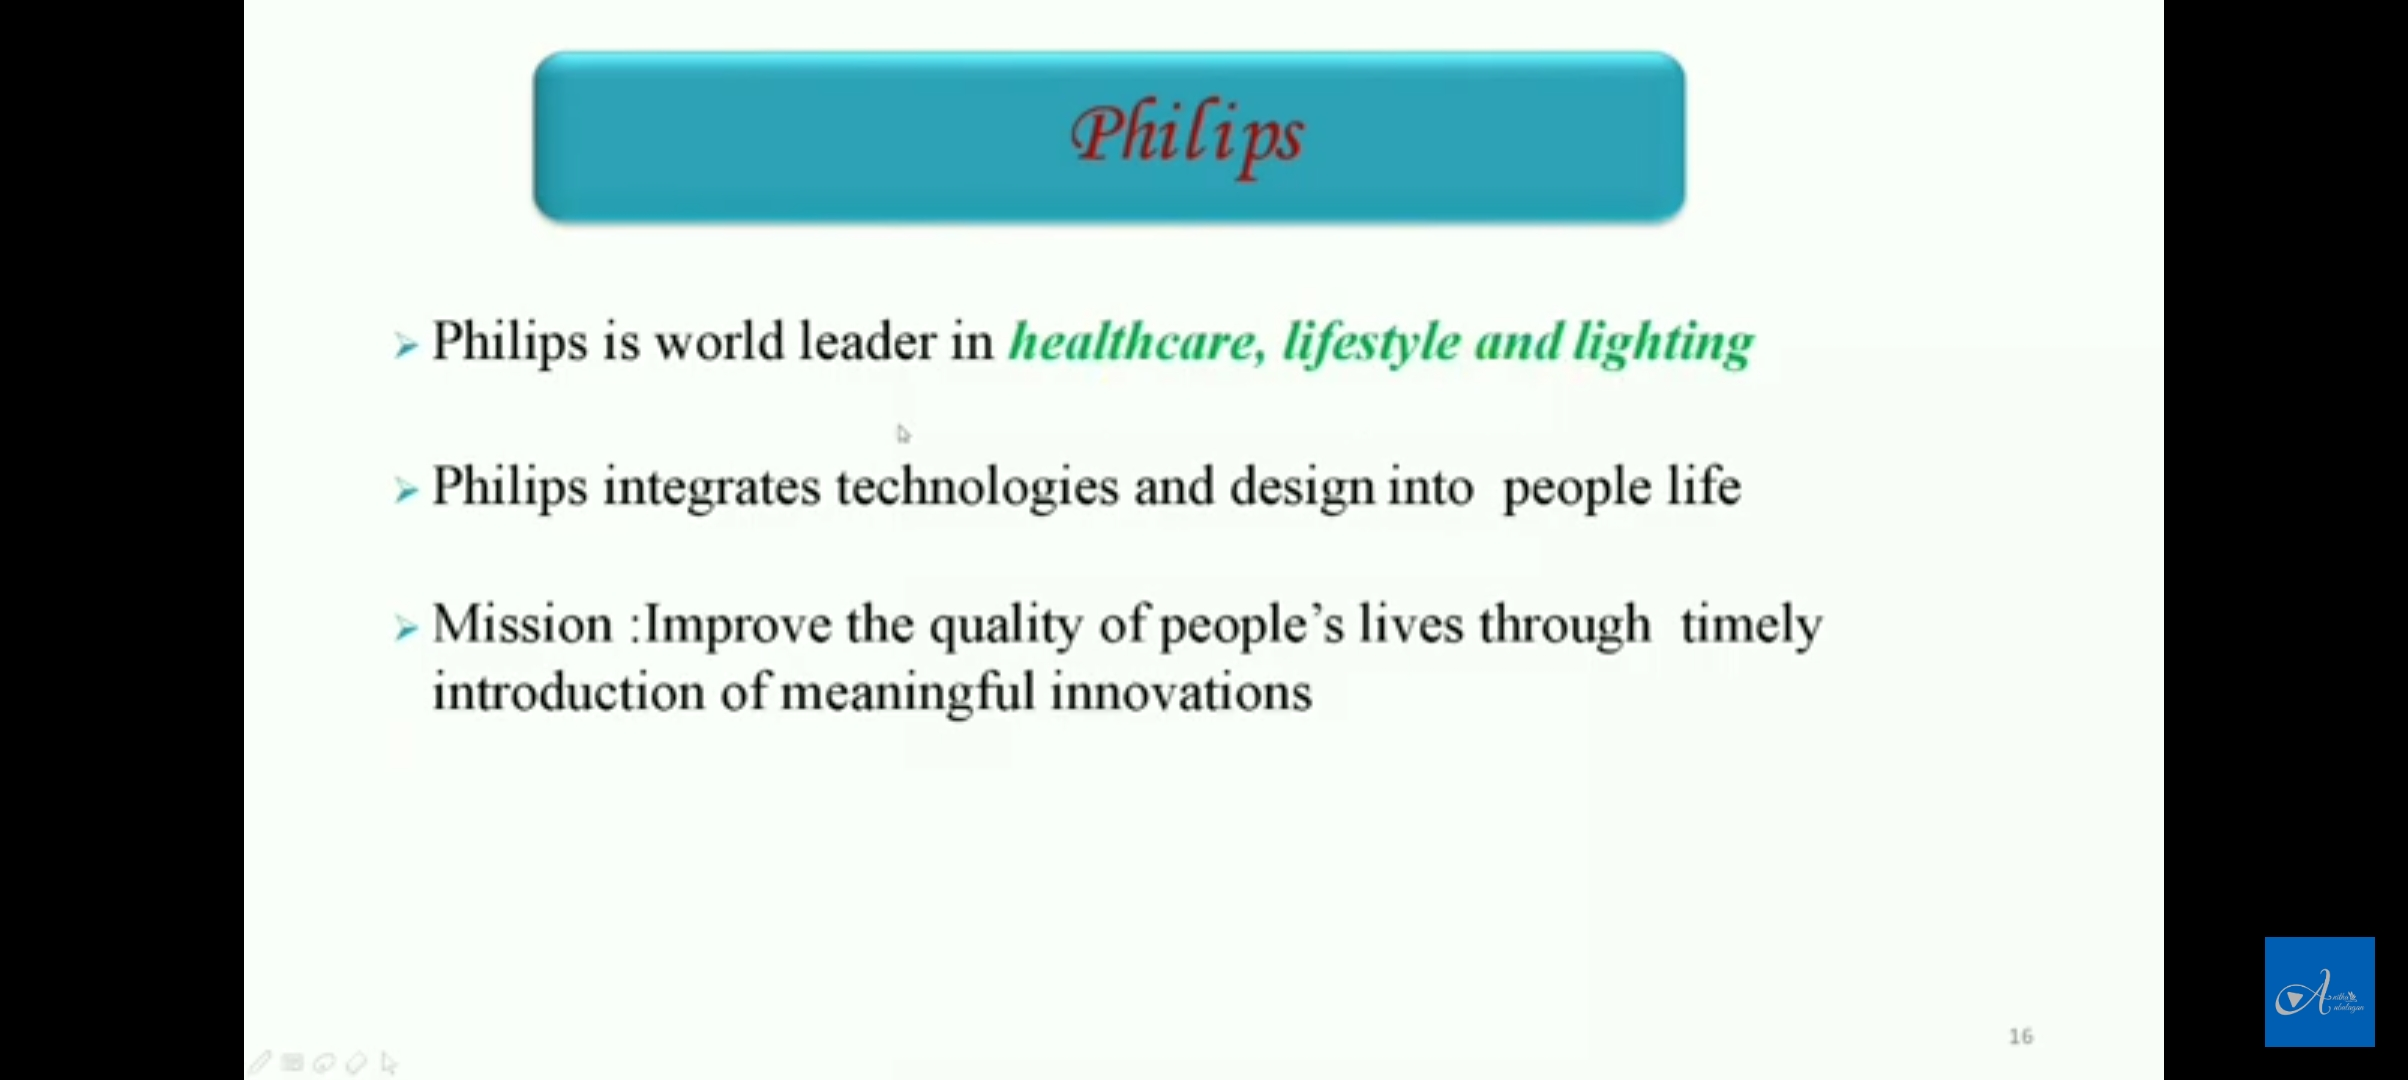 Philips
➢ Philips is world leader in healthcare, lifestyle and lighting
➢ Philips integrates technologies and design into  people life
➢ Mission :Improve the quality of people’s lives through  timely
introduction of meaningful innovations
16